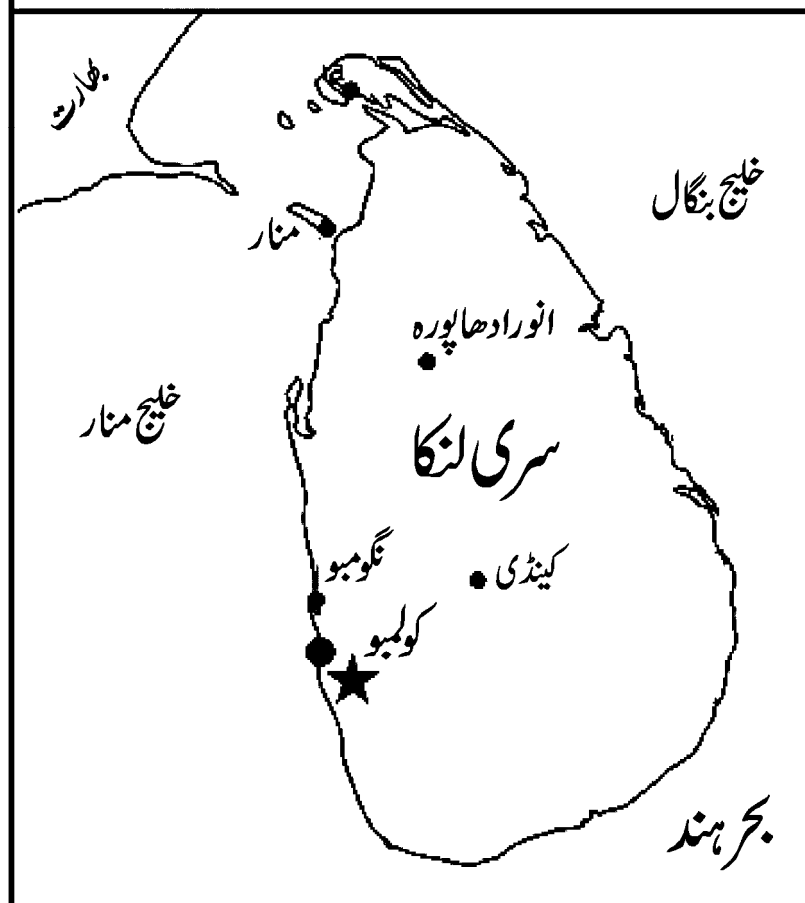 بھارت
خلیج بنگال
منار
انورادھاپورہ
خلیج منار
سری لنکا
نگومبو
کینڈی
کولمبو
بحر ہند